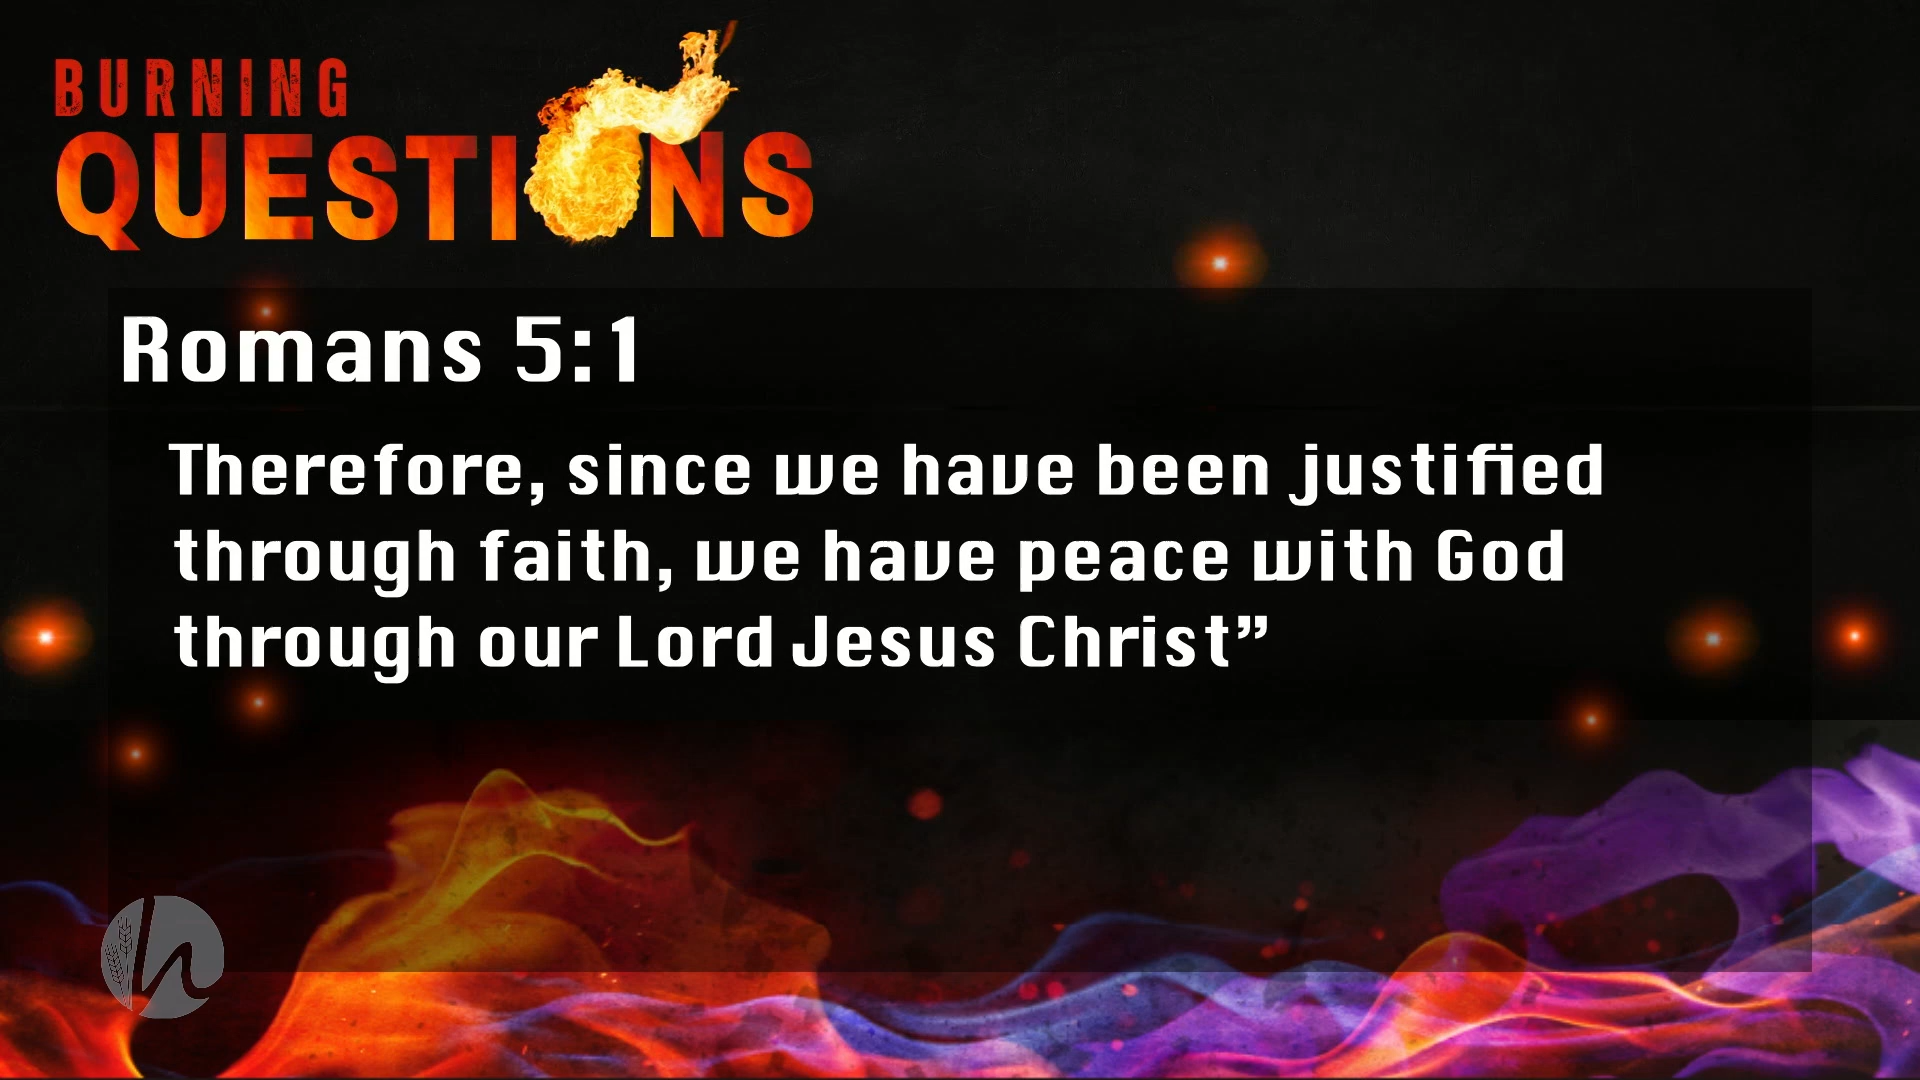 BURNING
QUESTIONS
Romans 5:1
Therefore, since we have been justified
through faith, we have peace with God
through our Lord Jesus Christ”